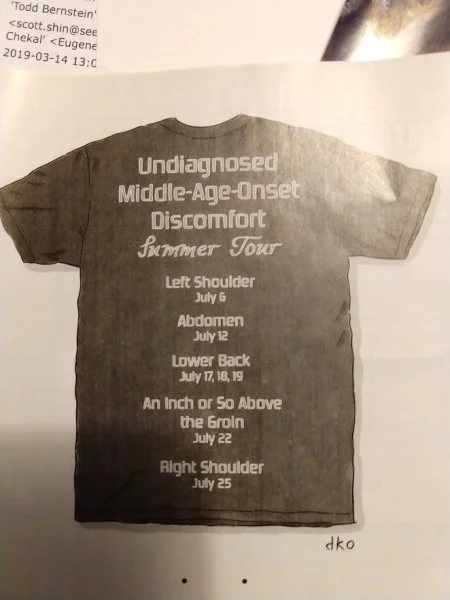 'Todd Bernstein'
<scott.shin@see
Chekal' <Eugene
2019-03-14 13:0
Undiagnosed
Middle-Age-Onset
Discomfort
Summer Tour
Left Shoulder
July 6
Abdomen
July 12
Lower Back
July 17, 18, 19
An Inch or So Above
the Groin
July 22
Right Shoulder
July 25
dko